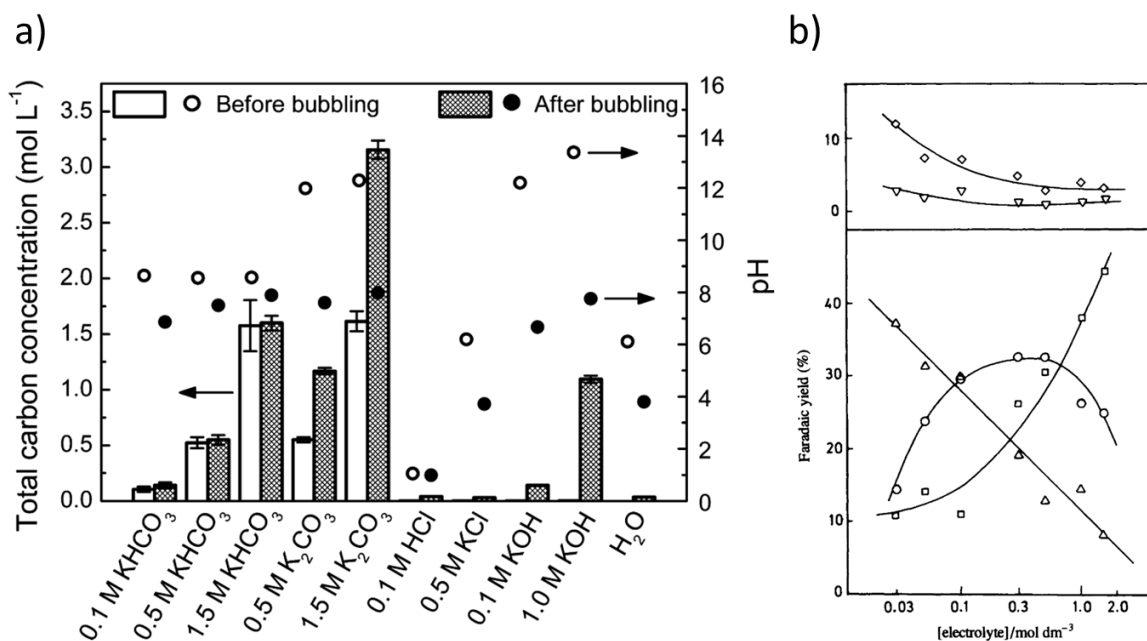 a)
b)
Before bubbling
After bubbling
Total carbon concentration (mol L⁻¹)
3.5
3.0
2.5
2.0
1.5
1.0
0.5
0.0
16
14
12
10
8
6
4
2
0
pH
0.1 M KHCO₃
0.5 M KHCO₃
1.5 M KHCO₃
0.5 M K₂CO₃
1.5 M K₂CO₃
0.1 M HCl
0.5 M KCl
0.1 M KOH
1.0 M KOH
H₂O
10
0
40
30
20
10
Faradaic yield (%)
0.03 0.1 0.3 1.0 2.0
[electrolyte]/mol dm⁻³